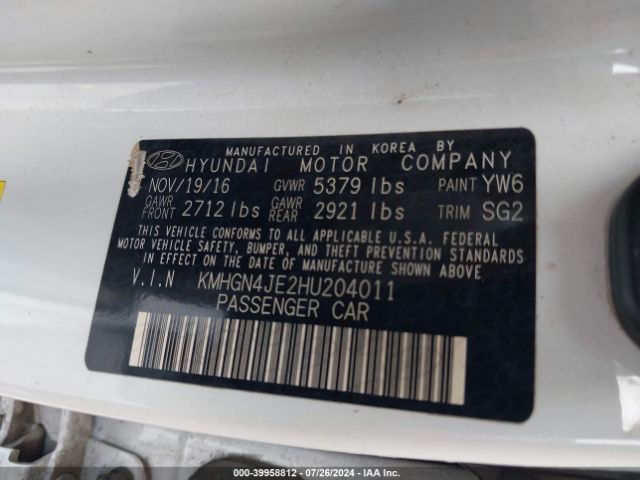 MANUFACTURED IN KOREA BY
HYUNDAI MOTOR COMPANY
NOV/19/16 GVWR 5379 lbs PAINT YW6
GAWR FRONT 2712 lbs GAWR REAR 2921 lbs TRIM SG2
THIS VEHICLE CONFORMS TO ALL APPLICABLE U.S.A. FEDERAL
MOTOR VEHICLE SAFETY, BUMPER, AND THEFT PREVENTION STANDARDS
IN EFFECT ON THE DATE OF MANUFACTURE SHOWN ABOVE.
V.I.N KMHGN4JE2HU204011
PASSENGER CAR
000-39958812 07/26/2024 IAAI.COM